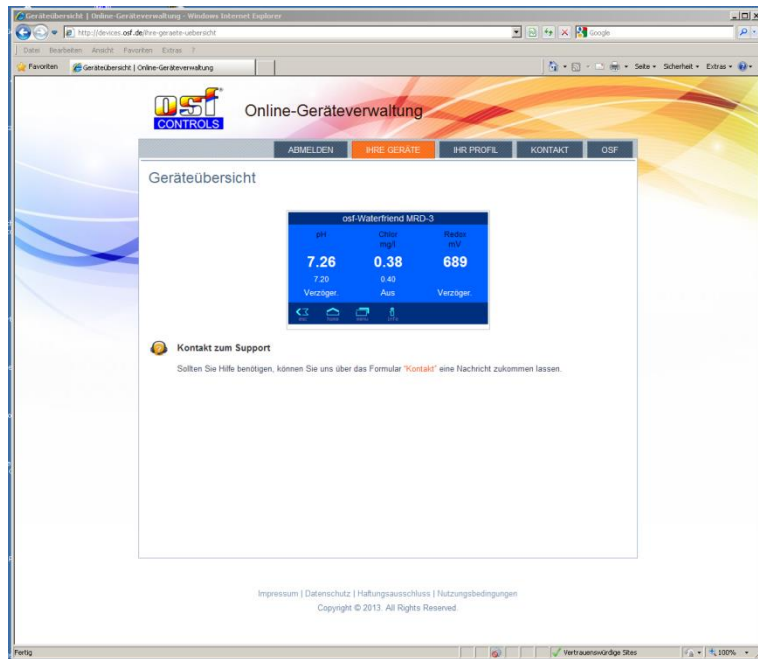 Geräteübersicht | Online-Geräteverwaltung - Windows Internet Explorer
http://devices.osf.de/ihre-geraete-uebersicht
Google
Datei Bearbeiten Ansicht Favoriten Extras ?
Favoriten Geräteübersicht | Online-Geräteverwaltung Seite Sicherheit Extras
osf
CONTROLS
Online-Geräteverwaltung
ABMELDEN IHRE GERÄTE IHR PROFIL KONTAKT OSF
Geräteübersicht
osf-Waterfriend MRD-3
pH Chlor Redox
mg/l mV
7.26 0.38 689
7.20 0.40
Verzöger. Aus Verzöger.
Kontakt zum Support
Sollten Sie Hilfe benötigen, können Sie uns über das Formular "Kontakt" eine Nachricht zukommen lassen.
Impressum | Datenschutz | Haftungsausschluss | Nutzungsbedingungen
Copyright © 2013. All Rights Reserved.
Fertig Vertrauenswürdige Sites 100%